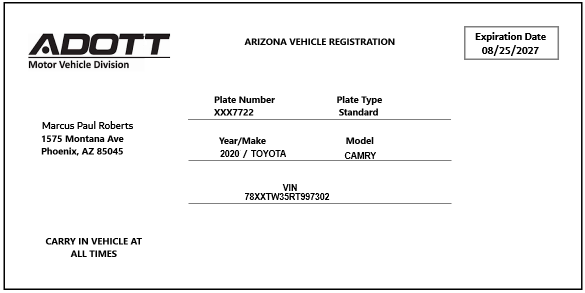 ADOTT
Motor Vehicle Division
ARIZONA VEHICLE REGISTRATION
Expiration Date
08/25/2027
Plate Number
XXX7722
Plate Type
Standard
Marcus Paul Roberts
1575 Montana Ave
Phoenix, AZ 85045
Year/Make
2020 / TOYOTA
Model
CAMRY
VIN
78XXTW35RT997302
CARRY IN VEHICLE AT
ALL TIMES